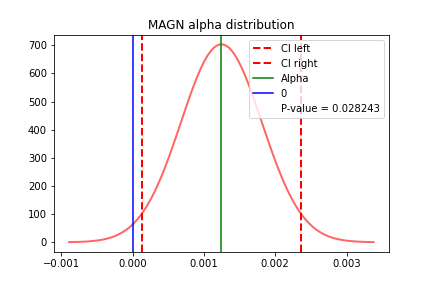 MAGN alpha distribution
700
600
500
400
300
200
100
0
−0.001
0.000
0.001
0.002
0.003
CI left
CI right
Alpha
0
P-value = 0.028243